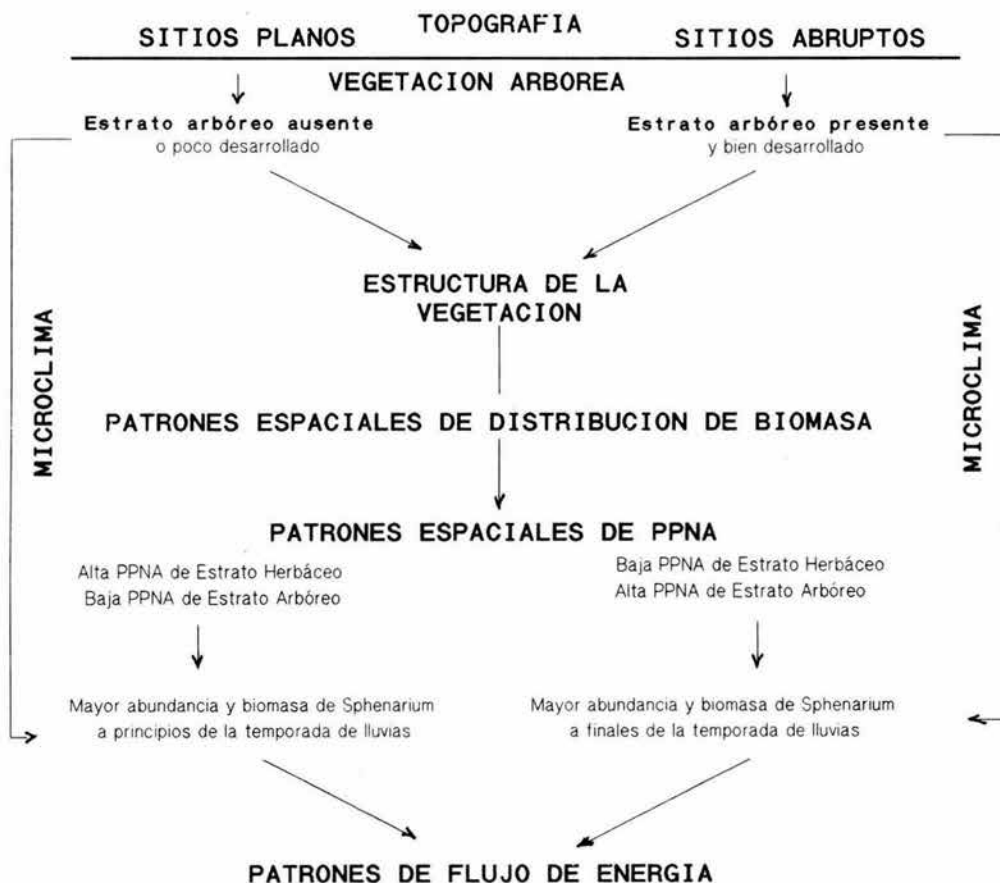 TOPOGRAFIA
SITIOS PLANOS
SITIOS ABRUPTOS
VEGETACION ARBOREA
Estrato arbóreo ausente
o poco desarrollado
Estrato arbóreo presente
y bien desarrollado
ESTRUCTURA DE LA
VEGETACION
MICROCLIMA
MICROCLIMA
PATRONES ESPACIALES DE DISTRIBUCION DE BIOMASA
PATRONES ESPACIALES DE PPNA
Alta PPNA de Estrato Herbáceo
Baja PPNA de Estrato Arbóreo
Baja PPNA de Estrato Herbáceo
Alta PPNA de Estrato Arbóreo
Mayor abundancia y biomasa de Sphenarium
a principios de la temporada de lluvias
Mayor abundancia y biomasa de Sphenarium
a finales de la temporada de lluvias
PATRONES DE FLUJO DE ENERGIA